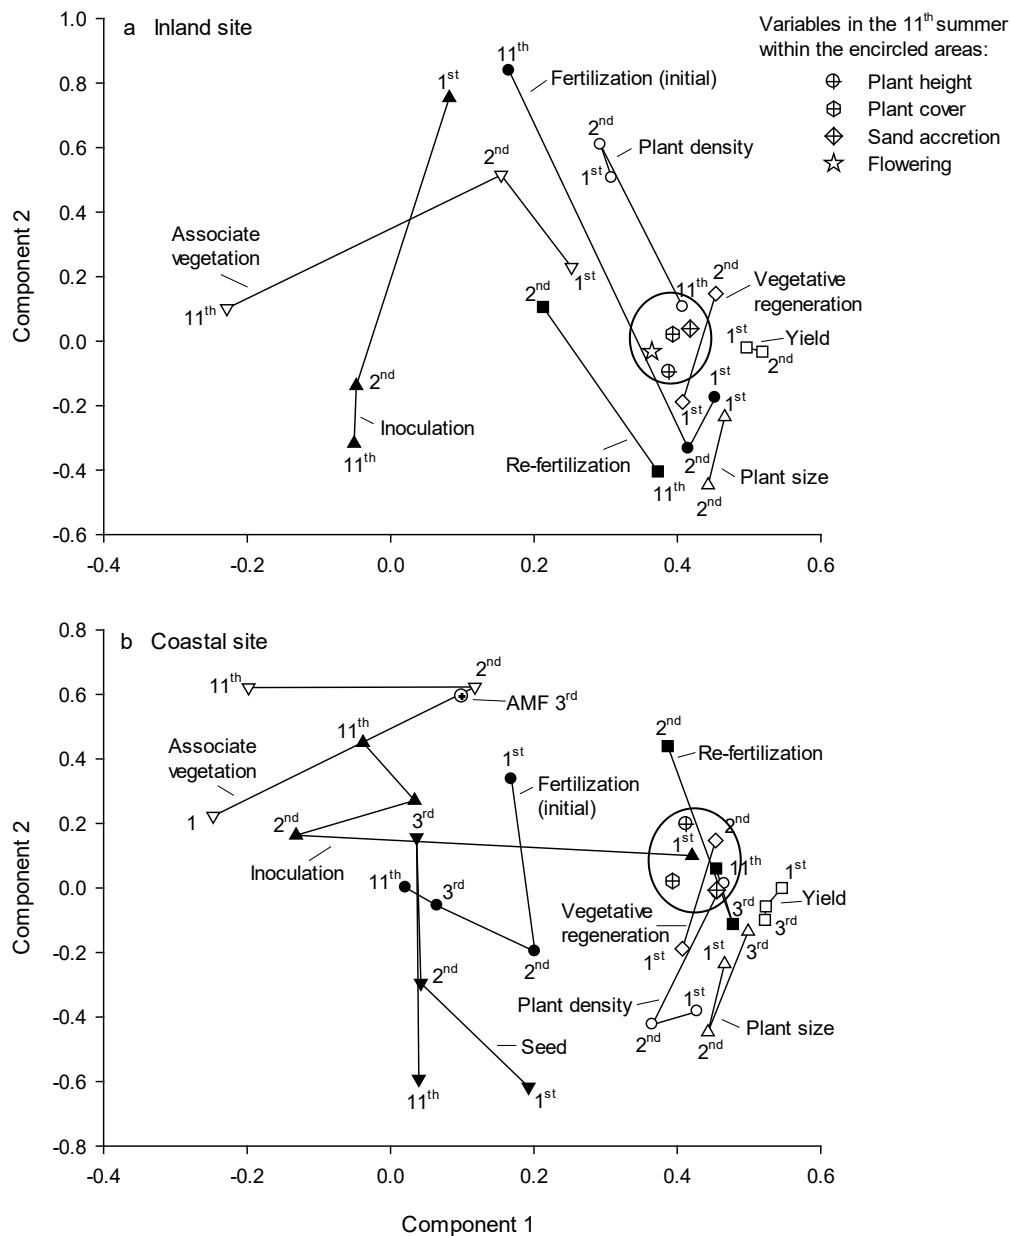 a Inland site
Variables in the 11th summer
within the encircled areas:
Plant height
Plant cover
Sand accretion
Flowering
Component 2
1.0
0.8
0.6
0.4
0.2
0.0
-0.2
-0.4
-0.6
-0.4
-0.2
0.0
0.2
0.4
0.6
11th
1st
Fertilization (initial)
2nd
Plant density
2nd
1st
Associate
vegetation
1st
2nd
11th
2nd
Vegetative
regeneration
11th
1st
Yield
2nd
1st
2nd
1st
1st
Inoculation
11th
Re-fertilization
2nd
11th
Plant size
2nd
b Coastal site
Component 2
0.8
0.6
0.4
0.2
0.0
-0.2
-0.4
-0.6
-0.8
-0.4
-0.2
0.0
0.2
0.4
0.6
Component 1
11th
2nd
AMF 3rd
11th
2nd
Associate
vegetation
1st
Re-fertilization
Fertilization
(initial)
1
2nd
3rd
1st
2nd
Inoculation
11th
3rd
11th
1st
Vegetative
regeneration
3rd
Yield
3rd
2nd
2nd
1st
1st
3rd
Plant density
1st
2nd
Plant size
2nd
Seed
11th
1st